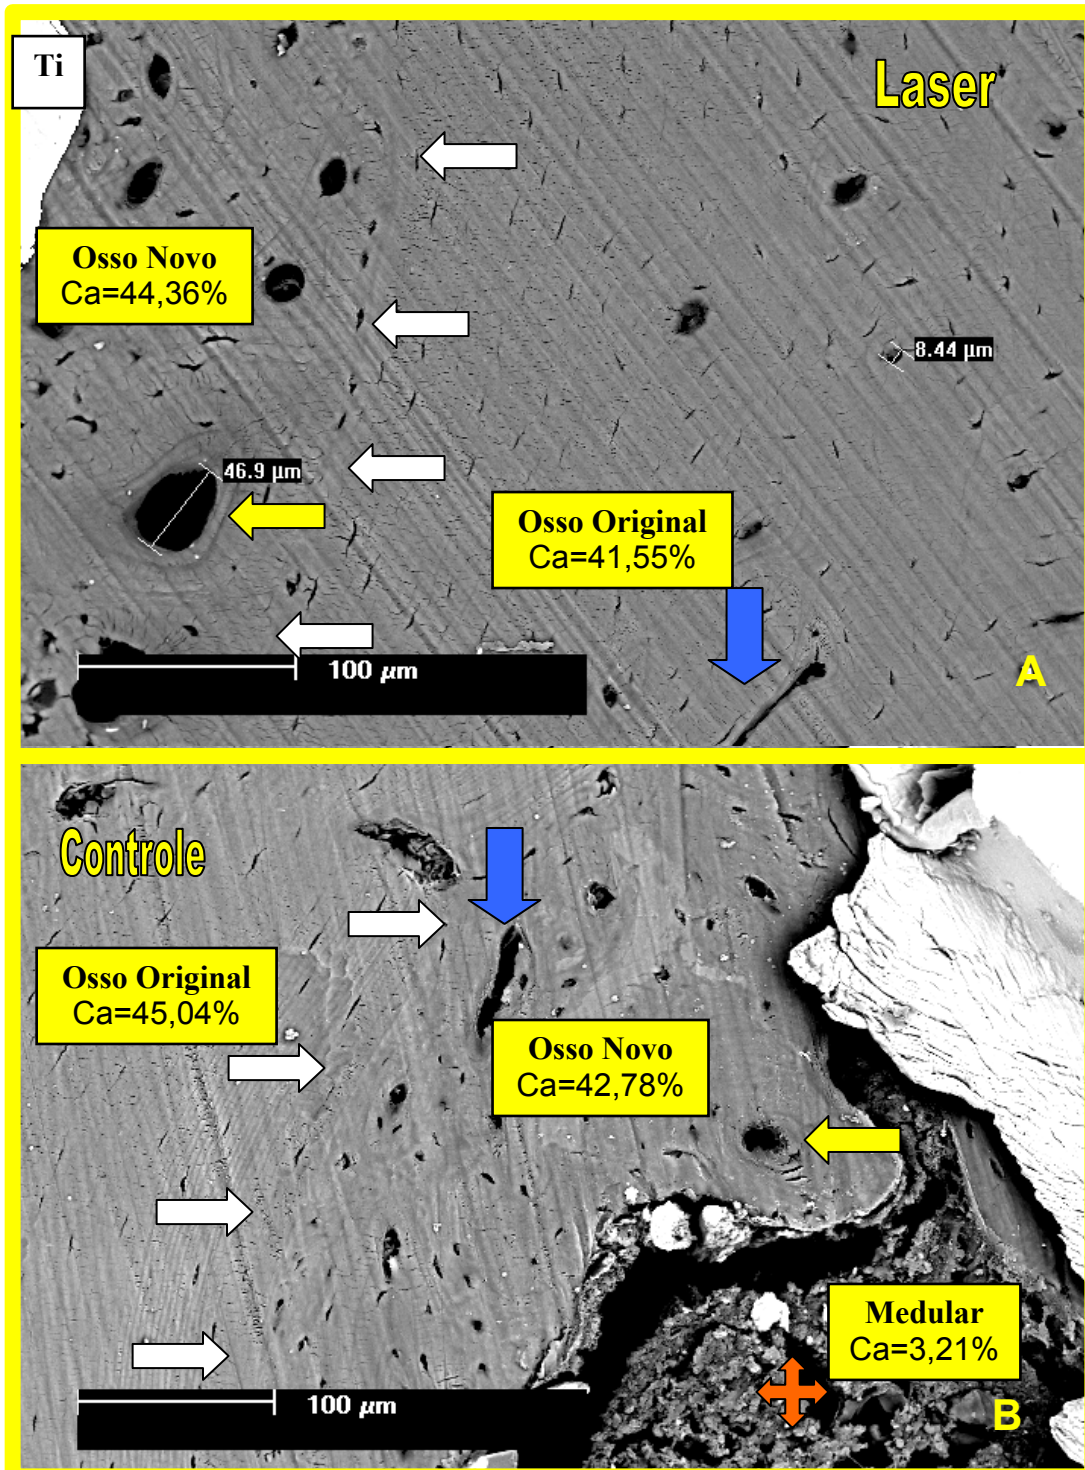 Ti
Laser
Osso Novo
Ca=44,36%
8.44 µm
46.9 µm
Osso Original
Ca=41,55%
100 µm
A
Controle
Osso Original
Ca=45,04%
Osso Novo
Ca=42,78%
Medular
Ca=3,21%
100 µm
B